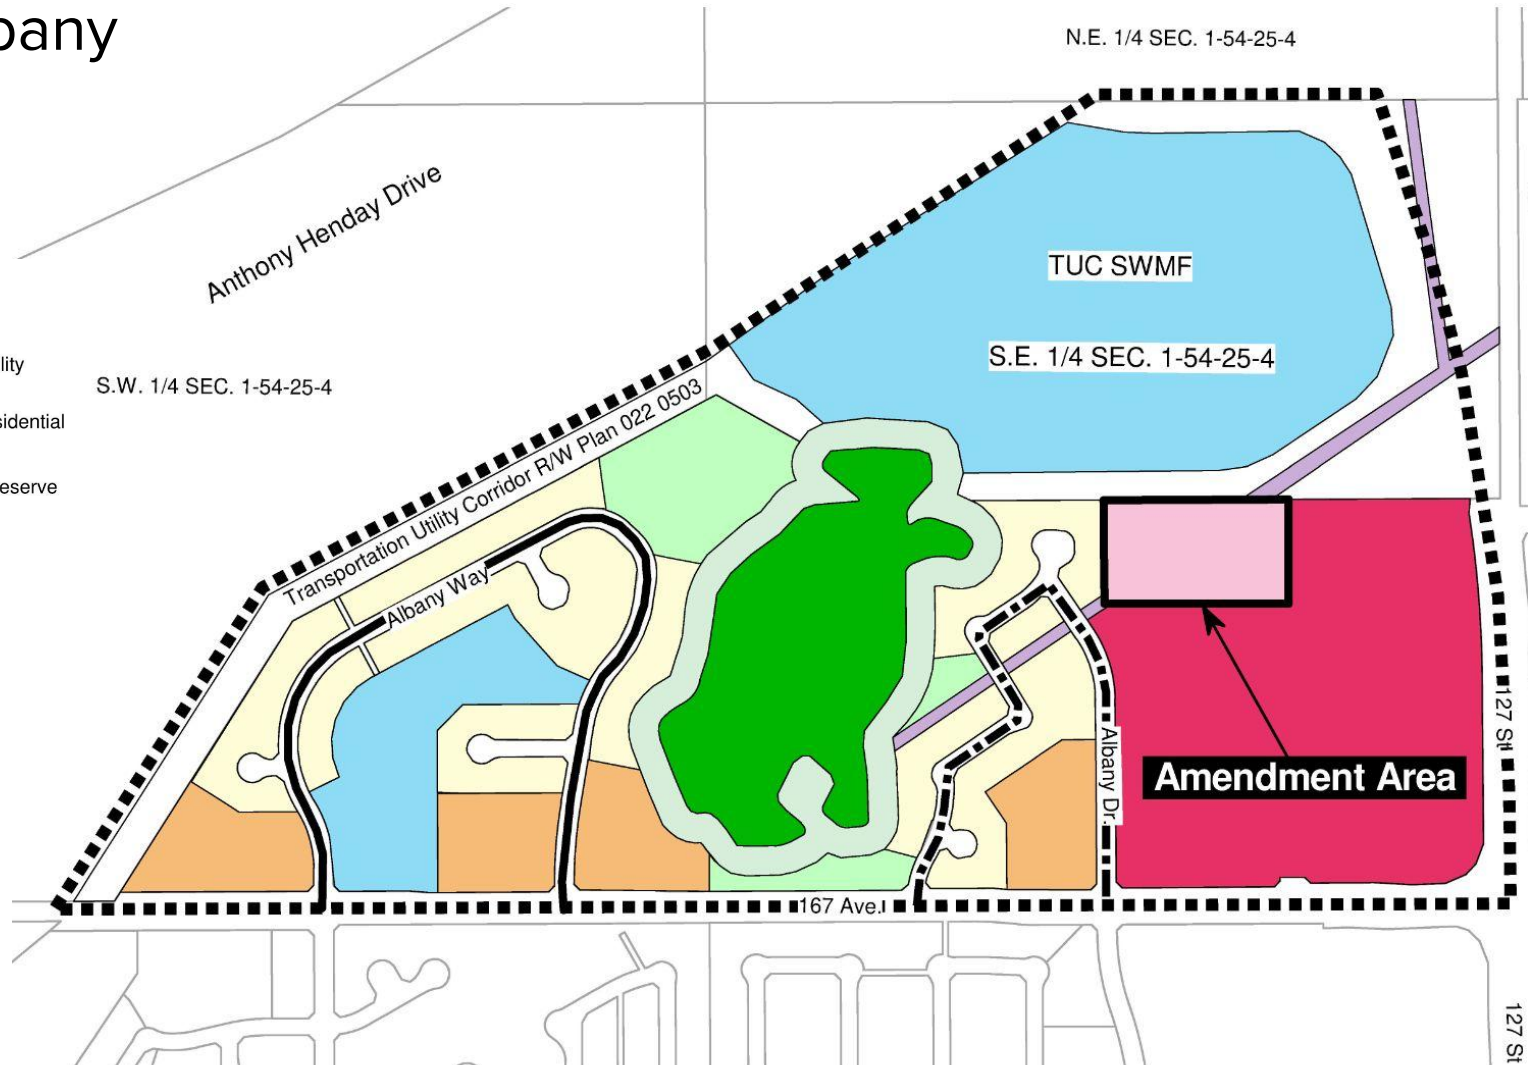 bany
N.E. 1/4 SEC. 1-54-25-4
Anthony Henday Drive
TUC SWMF
S.E. 1/4 SEC. 1-54-25-4
lity
S.W. 1/4 SEC. 1-54-25-4
sidential
eserve
Transportation Utility Corridor R/W Plan 022 0503
Albany Way
127 St
Albany Dr.
Amendment Area
167 Ave.
127 St